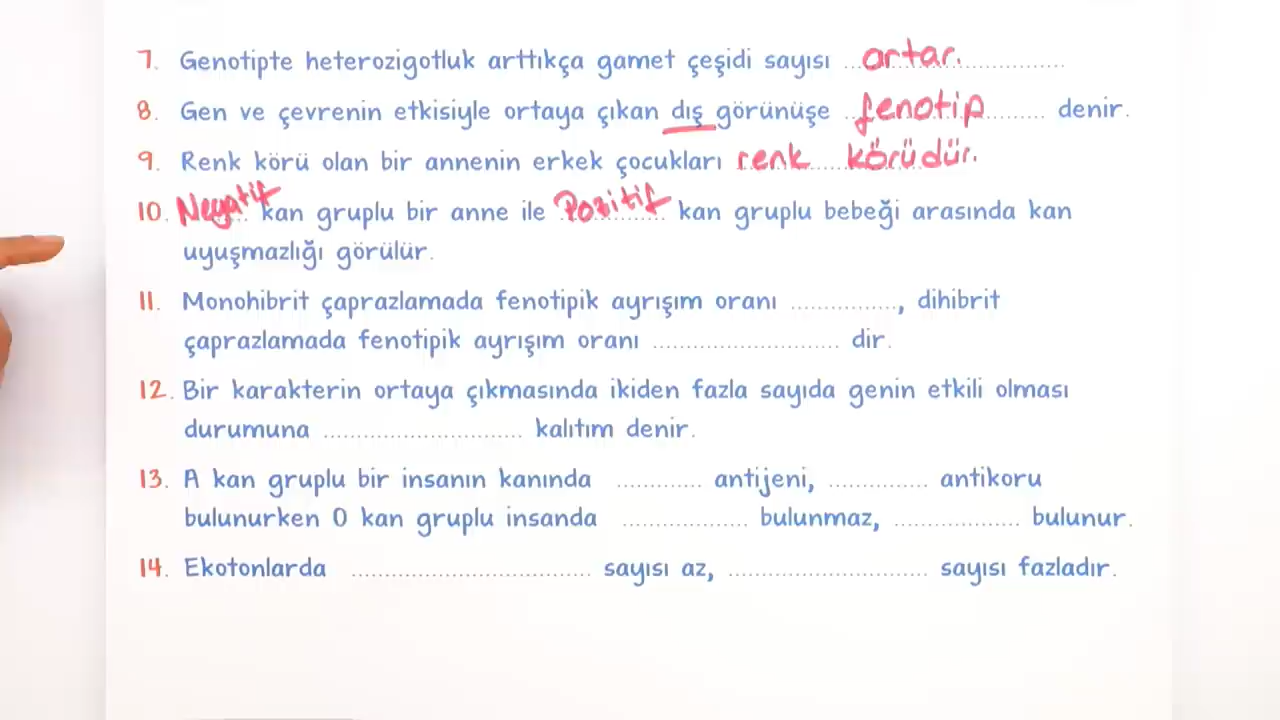 7. Genotipte heterozigotluk arttıkça gamet çeşidi sayısı artar.
8. Gen ve çevrenin etkisiyle ortaya çıkan dış görünüşe fenotip denir.
9. Renk körü olan bir annenin erkek çocukları renk körüdür.
10. Negatif kan gruplu bir anne ile Pozitif kan gruplu bebeği arasında kan
uyuşmazlığı görülür.
11. Monohibrit çaprazlamada fenotipik ayrışım oranı ..............., dihibrit
çaprazlamada fenotipik ayrışım oranı ............................ dir.
12. Bir karakterin ortaya çıkmasında ikiden fazla sayıda genin etkili olması
durumuna .............................. kalıtım denir.
13. A kan gruplu bir insanın kanında ............. antijeni, ............... antikoru
bulunurken 0 kan gruplu insanda ................... bulunmaz, ................... bulunur.
14. Ekotonlarda .................................... sayısı az, .............................. sayısı fazladır.